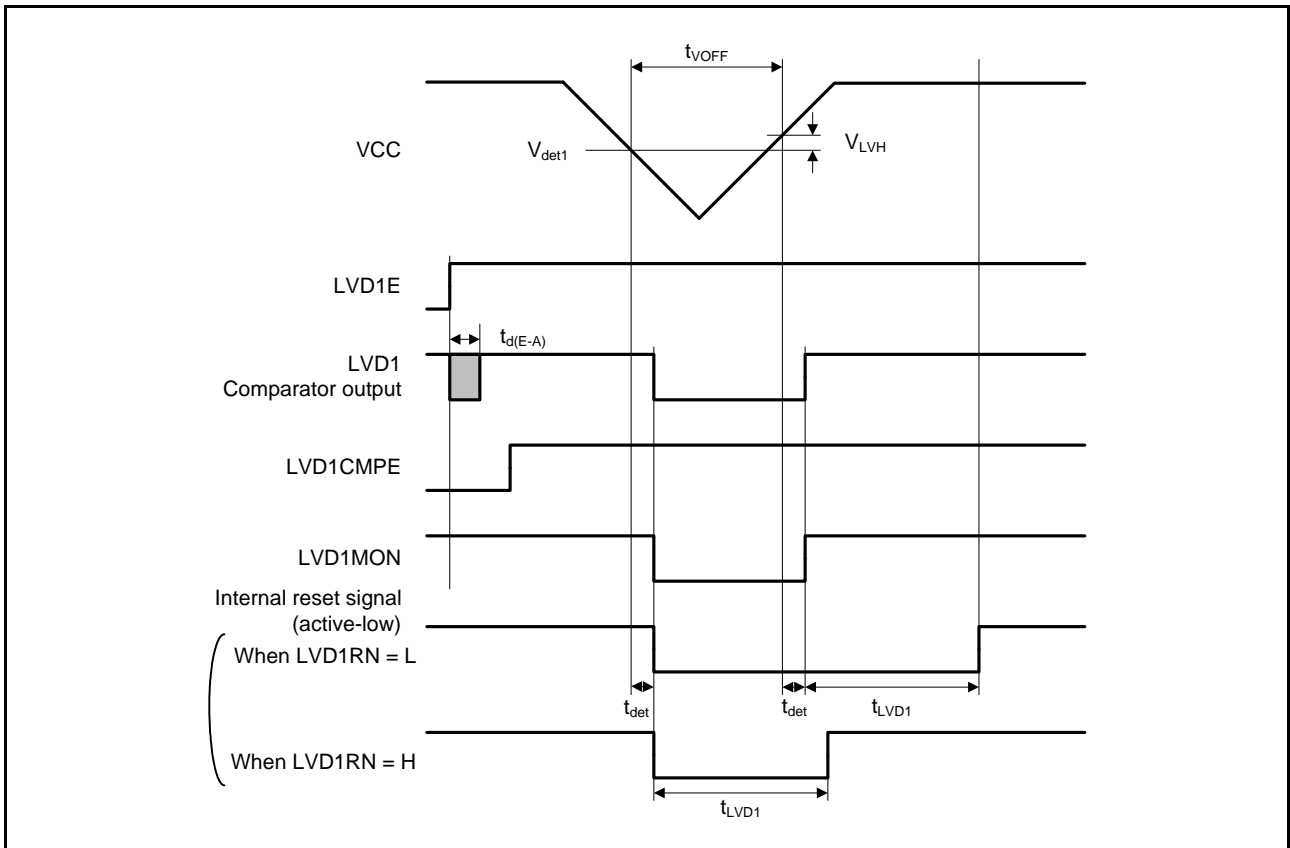 tVOFF
VCC
Vdet1
VLVH
LVD1E
td(E-A)
LVD1
Comparator output
LVD1CMPE
LVD1MON
Internal reset signal
(active-low)
When LVD1RN = L
tdet
tdet
tLVD1
When LVD1RN = H
tLVD1